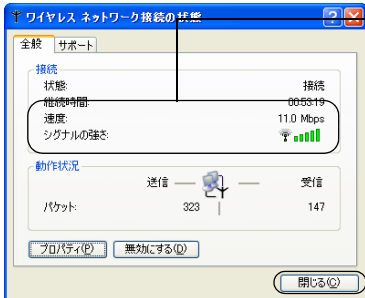 ワイヤレス ネットワーク接続の状態
全般 サポート
接続
状態: 接続
継続時間: 00:53:19
速度: 11.0 Mbps
シグナルの強さ:
動作状況
送信 受信
パケット: 323 147
プロパティ(P) 無効にする(D)
閉じる(C)